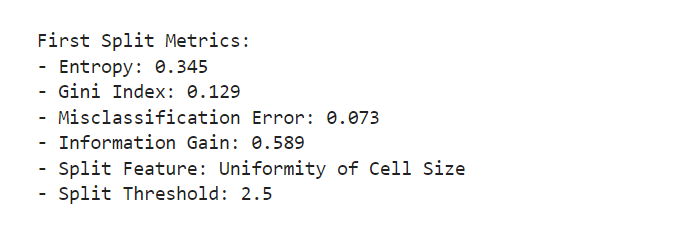 First Split Metrics:
- Entropy: 0.345
- Gini Index: 0.129
- Misclassification Error: 0.073
- Information Gain: 0.589
- Split Feature: Uniformity of Cell Size
- Split Threshold: 2.5